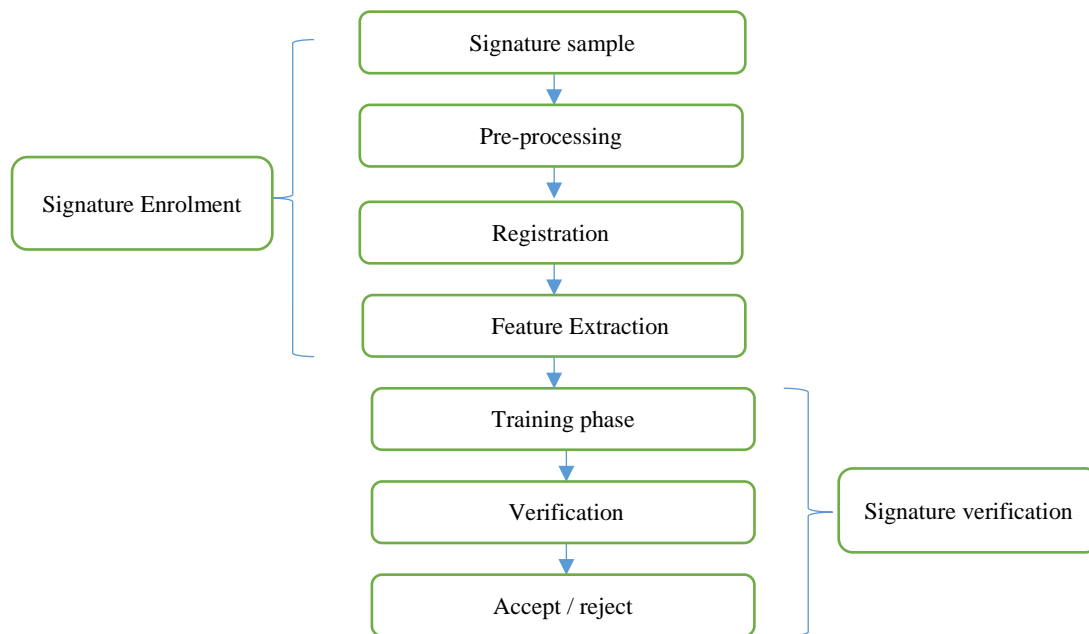 Signature sample
Pre-processing
Signature Enrolment
Registration
Feature Extraction
Training phase
Verification
Signature verification
Accept / reject